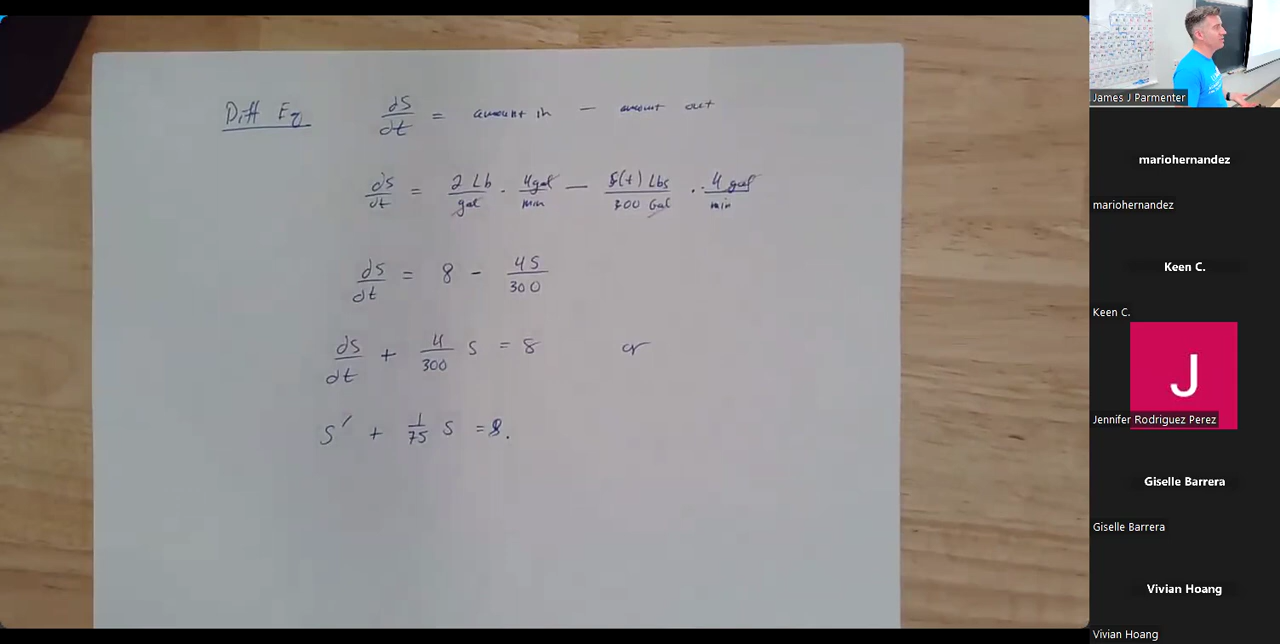 Diff Eq dS/dt = amount in — amount out
dS/dt = 2 Lb/gal · 4gal/min — S(t) Lbs/300 Gal · 4 gal/min
dS/dt = 8 - 4S/300
dS/dt + 4/300 S = 8 or
S′ + 1/75 S = 8.
James J Parmenter
mariohernandez
mariohernandez
Keen C.
Keen C.
J
Jennifer Rodriguez Perez
Giselle Barrera
Giselle Barrera
Vivian Hoang
Vivian Hoang